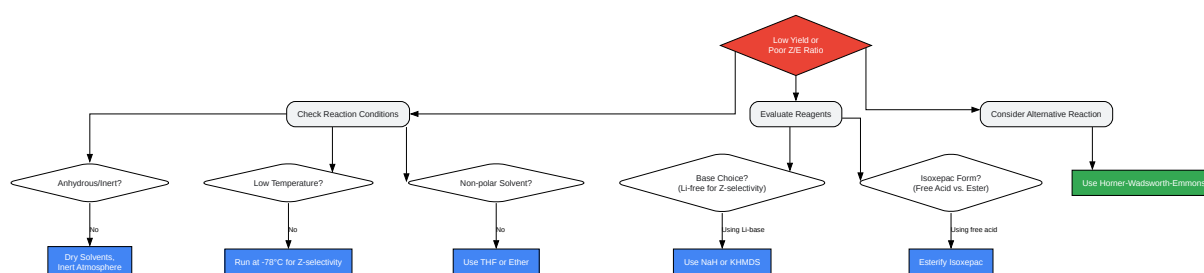 Low Yield or
Poor Z/E Ratio
Check Reaction Conditions
Evaluate Reagents
Consider Alternative Reaction
Anhydrous/Inert?
Low Temperature?
Non-polar Solvent?
Base Choice?
(Li-free for Z-selectivity)
Isoxepac Form?
(Free Acid vs. Ester)
Use Horner-Wadsworth-Emmons
No
No
No
Using Li-base
Using free acid
Dry Solvents,
Inert Atmosphere
Run at -78°C for Z-selectivity
Use THF or Ether
Use NaH or KHMDS
Esterify Isoxepac